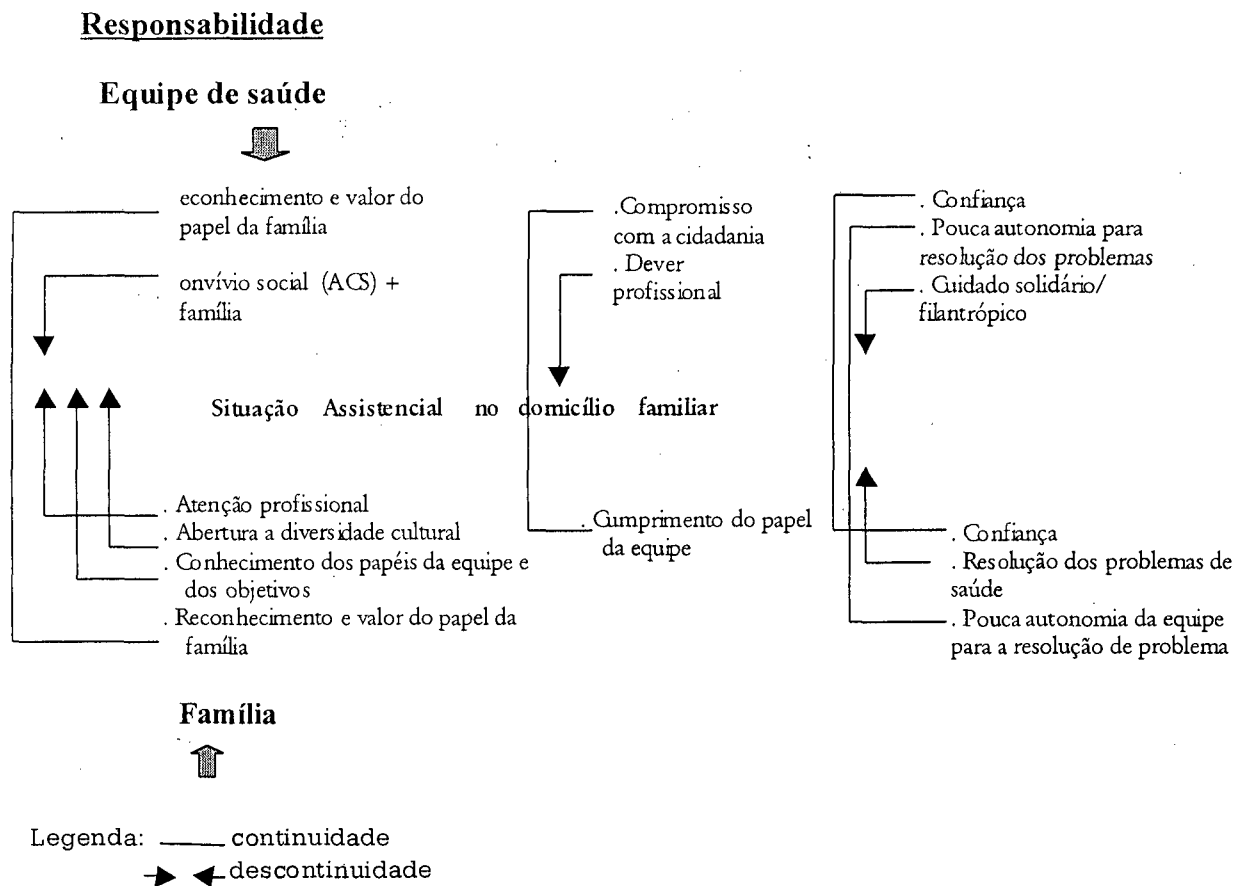 Responsabilidade
Equipe de saúde
econhecimento e valor do
papel da família
onvívio social (ACS) +
família
.Compromisso
com a cidadania
. Dever
profissional
. Confiança
. Pouca autonomia para
resolução dos problemas
. Cuidado solidário/
filantrópico
Situação Assistencial no domicílio familiar
. Atenção profissional
. Abertura a diversidade cultural
. Conhecimento dos papéis da equipe e
dos objetivos
. Reconhecimento e valor do papel da
família
. Cumprimento do papel
da equipe
. Confiança
. Resolução dos problemas de
saúde
. Pouca autonomia da equipe
para a resolução de problema
Família
Legenda: continuidade
descontinuidade